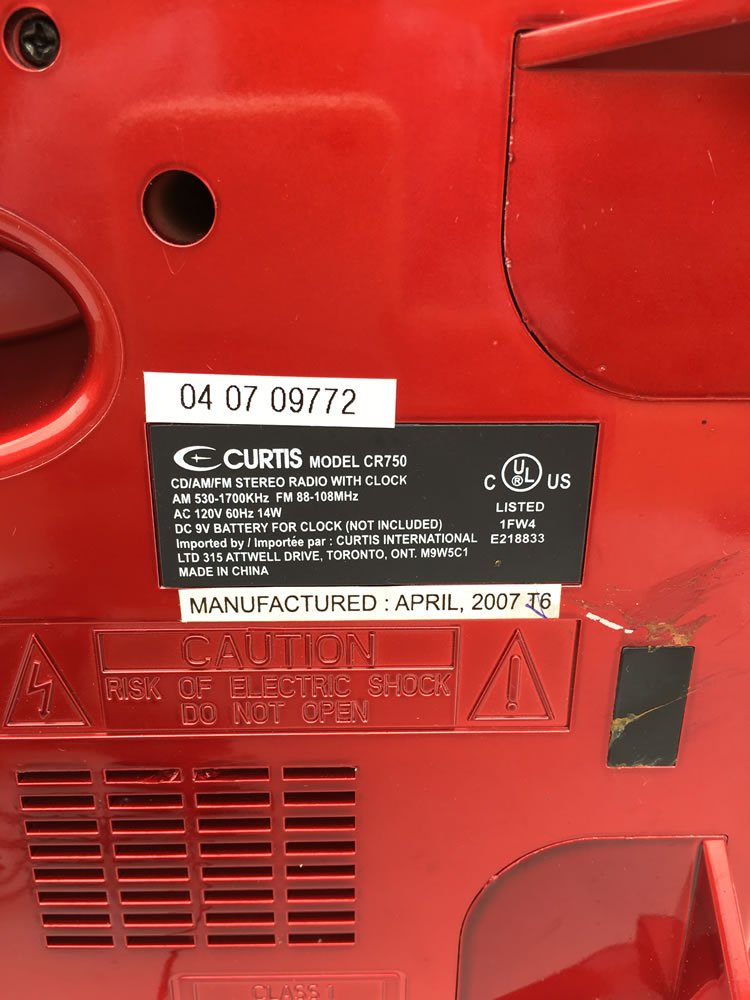 04 07 09772
CURTIS MODEL CR750
CD/AM/FM STEREO RADIO WITH CLOCK
AM 530-1700KHz FM 88-108MHz
AC 120V 60Hz 14W
DC 9V BATTERY FOR CLOCK (NOT INCLUDED)
Imported by / Importée par : CURTIS INTERNATIONAL
LTD 315 ATTWELL DRIVE, TORONTO, ONT. M9W5C1
MADE IN CHINA
C UL ® US
LISTED
1FW4
E218833
MANUFACTURED : APRIL, 2007 T6
CAUTION
RISK OF ELECTRIC SHOCK
DO NOT OPEN
CLASS 1